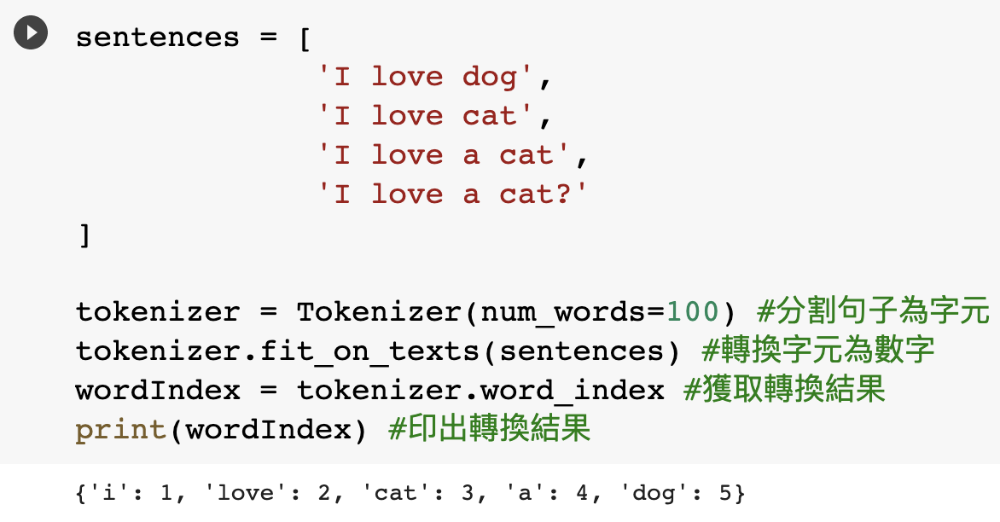 sentences = [
'I love dog',
'I love cat',
'I love a cat',
'I love a cat?'
]
tokenizer = Tokenizer(num_words=100) #分割句子為字元
tokenizer.fit_on_texts(sentences) #轉換字元為數字
wordIndex = tokenizer.word_index #獲取轉換結果
print(wordIndex) #印出轉換結果
{'i': 1, 'love': 2, 'cat': 3, 'a': 4, 'dog': 5}